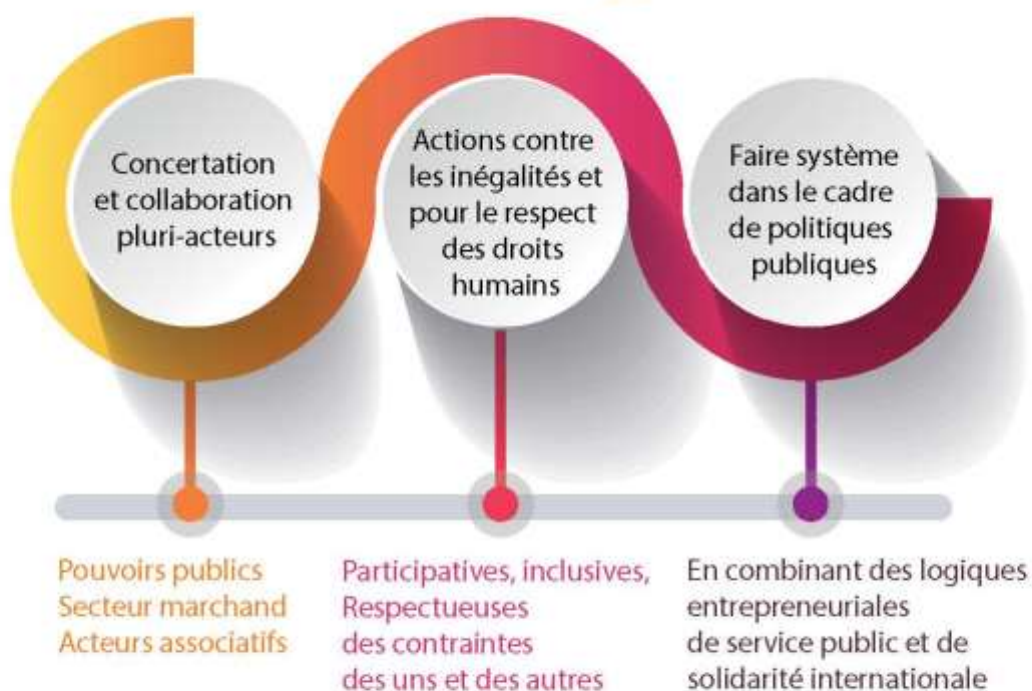 Concertation
et collaboration
pluri-acteurs
Actions contre
les inégalités et
pour le respect
des droits
humains
Faire système
dans le cadre
de politiques
publiques
Pouvoirs publics
Secteur marchand
Acteurs associatifs
Participatives, inclusives,
Respectueuses
des contraintes
des uns et des autres
En combinant des logiques
entrepreneuriales
de service public et de
solidarité internationale